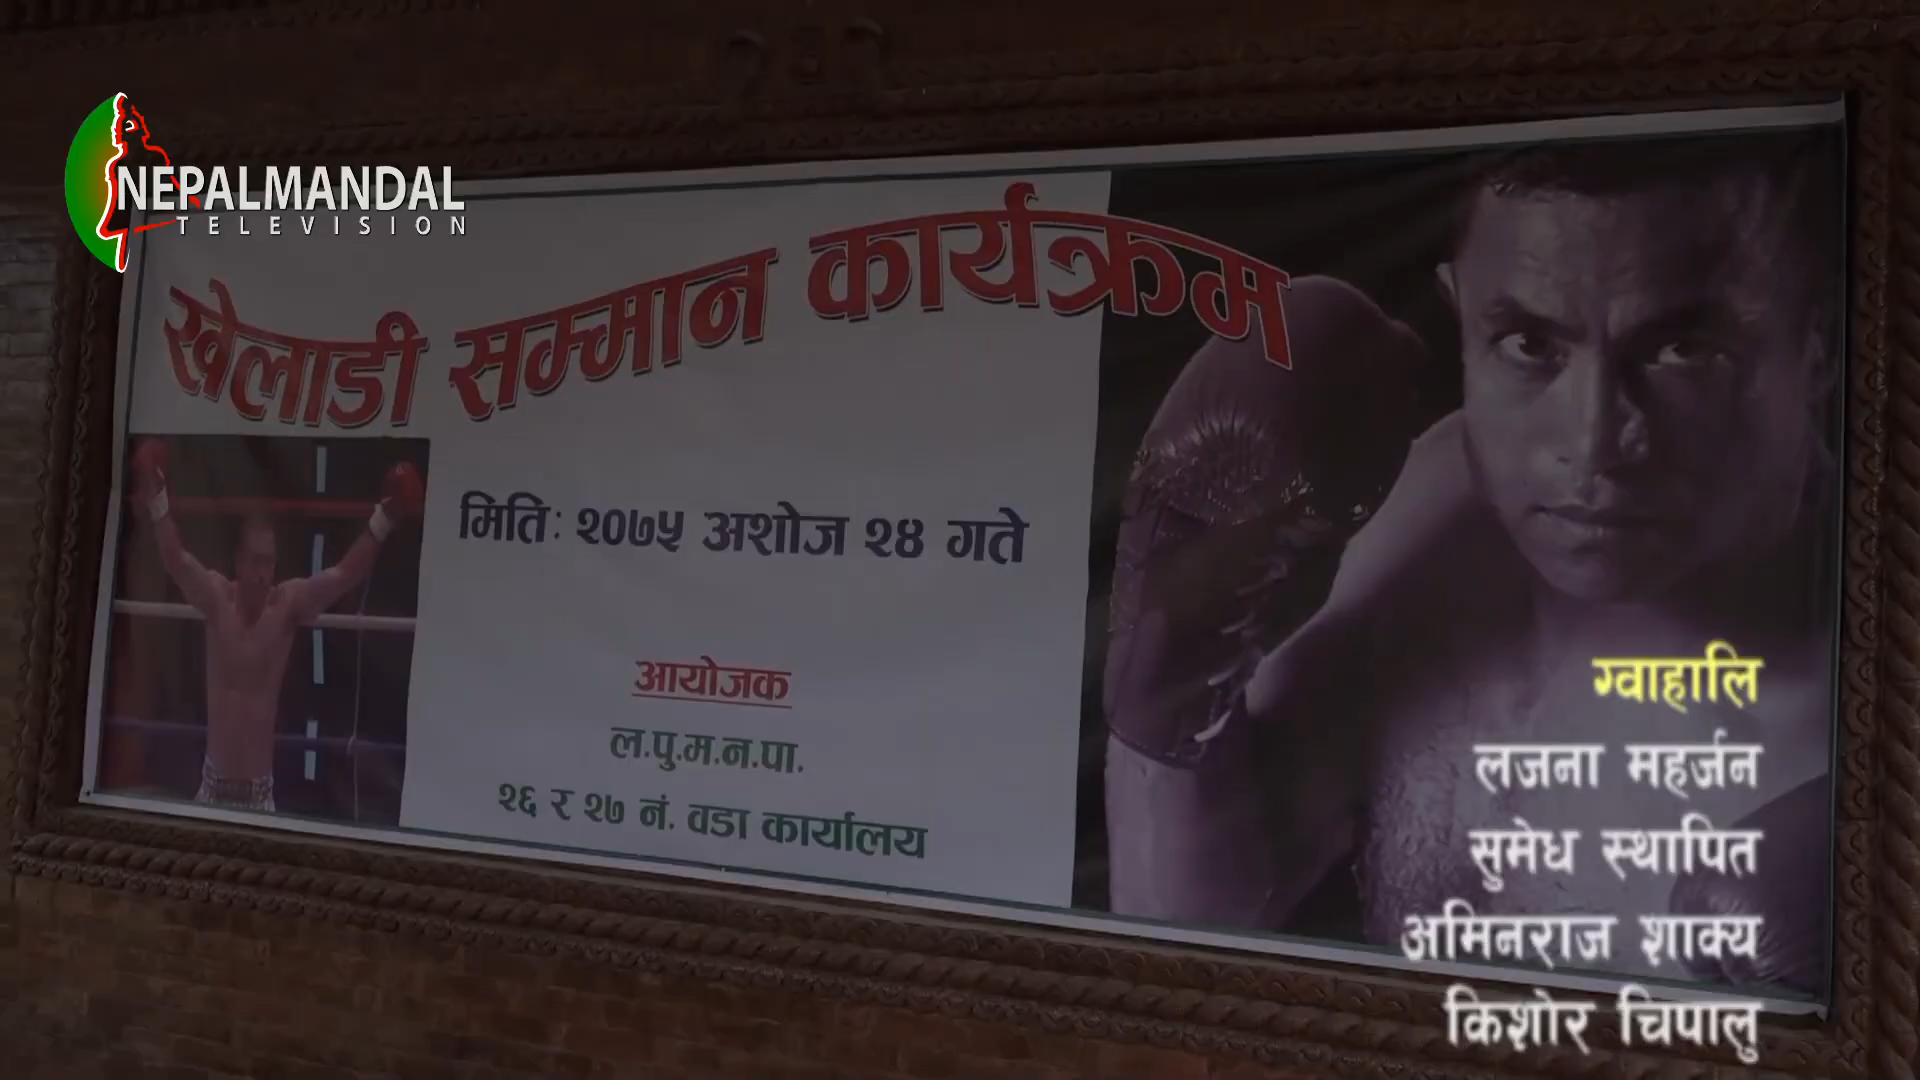 NEPALMANDAL
TELEVISION
खेलाडी सम्मान कार्यक्रम
मिति: २०७५ अशोज २४ गते
आयोजक
ल.पु.म.न.पा.
२६ र २७ नं. वडा कार्यालय
ग्वाहालि
लजना महर्जन
सुमेध स्थापित
अमिनराज शाक्य
किशोर चिपालु